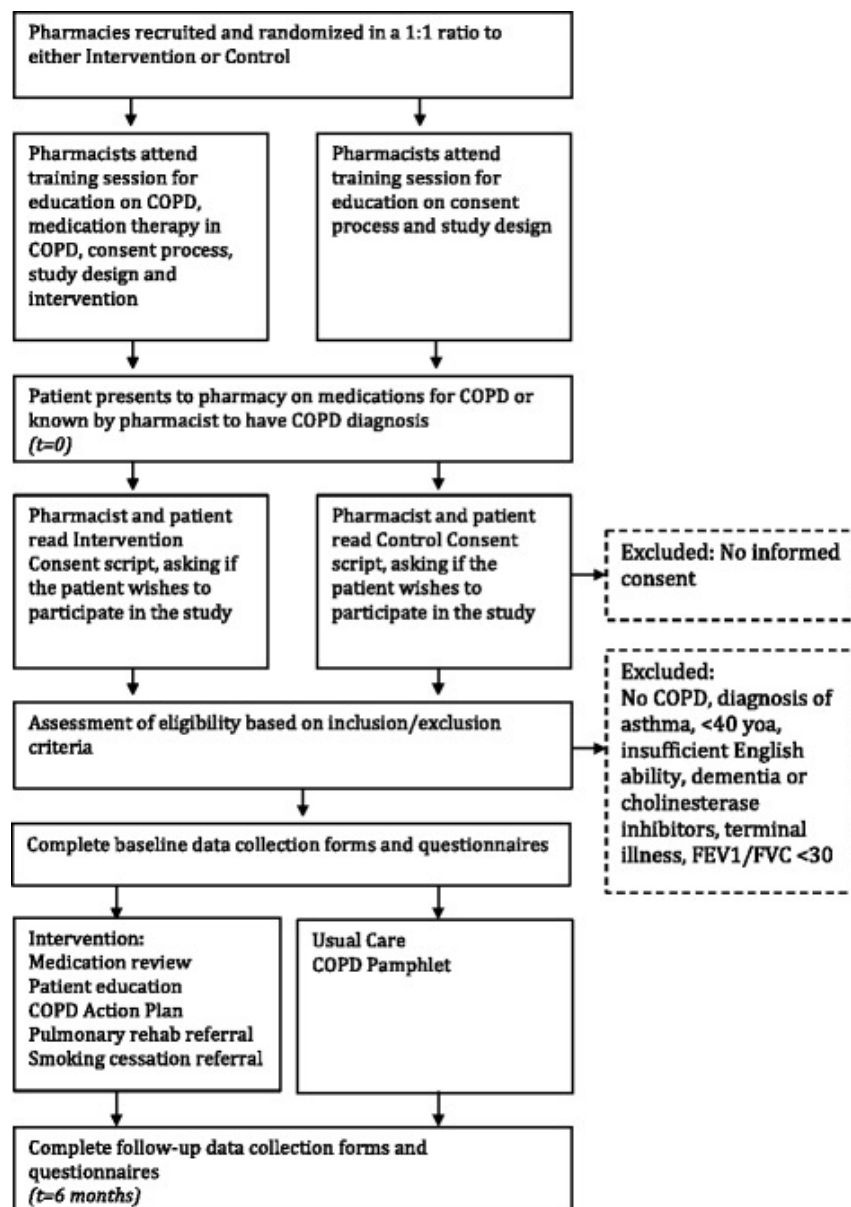 Pharmacies recruited and randomized in a 1:1 ratio to
either Intervention or Control
Pharmacists attend
training session for
education on COPD,
medication therapy in
COPD, consent process,
study design and
intervention
Pharmacists attend
training session for
education on consent
process and study design
Patient presents to pharmacy on medications for COPD or
known by pharmacist to have COPD diagnosis
(t=0)
Pharmacist and patient
read Intervention
Consent script, asking if
the patient wishes to
participate in the study
Pharmacist and patient
read Control Consent
script, asking if the
patient wishes to
participate in the study
Excluded: No informed
consent
Assessment of eligibility based on inclusion/exclusion
criteria
Excluded:
No COPD, diagnosis of
asthma, <40 yoa,
insufficient English
ability, dementia or
cholinesterase
inhibitors, terminal
illness, FEV1/FVC <30
Complete baseline data collection forms and questionnaires
Intervention:
Medication review
Patient education
COPD Action Plan
Pulmonary rehab referral
Smoking cessation referral
Usual Care
COPD Pamphlet
Complete follow-up data collection forms and
questionnaires
(t=6 months)